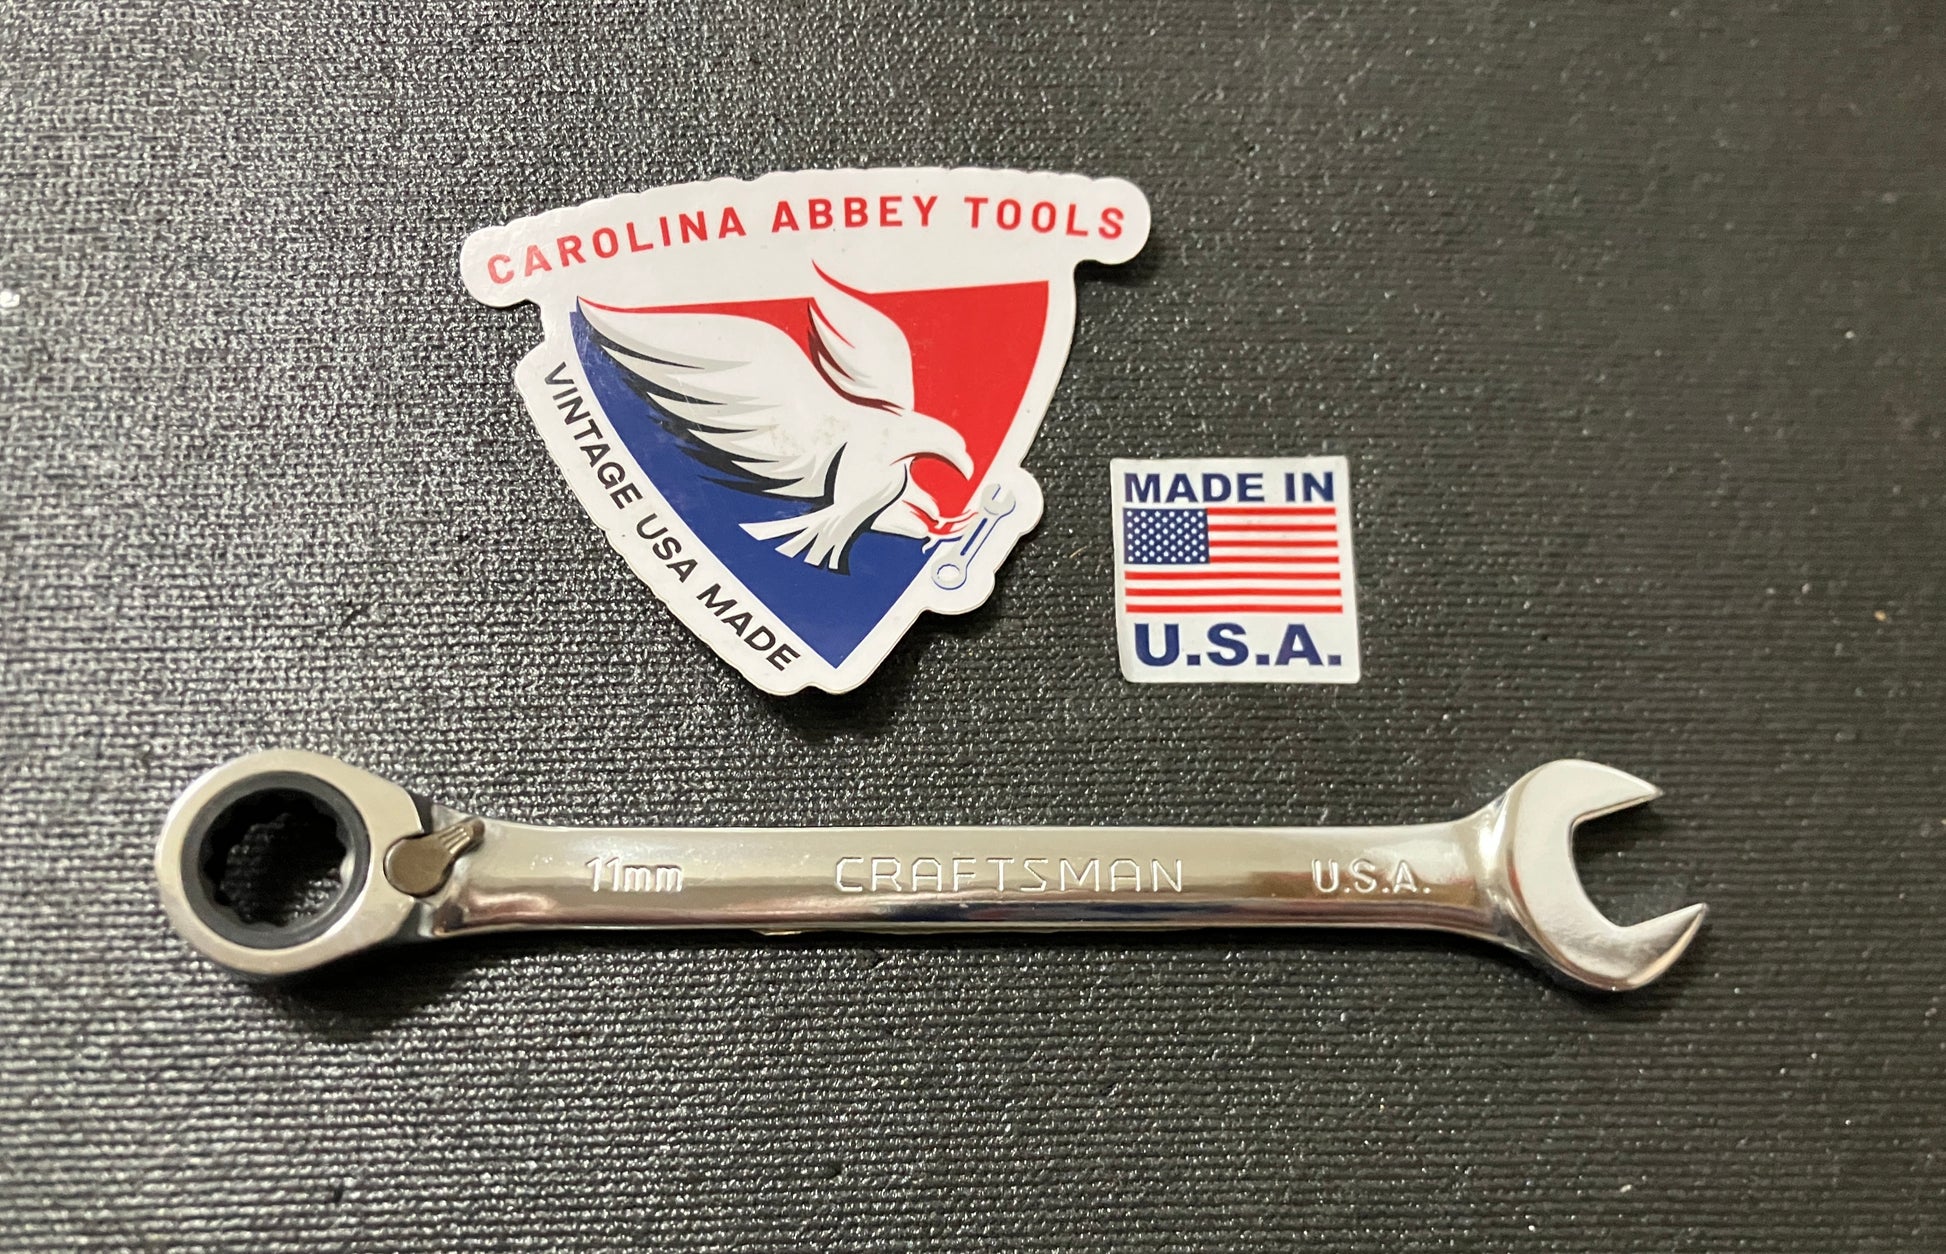 CAROLINA ABBEY TOOLS
VINTAGE USA MADE
MADE IN
U.S.A.
11mm CRAFTSMAN U.S.A.